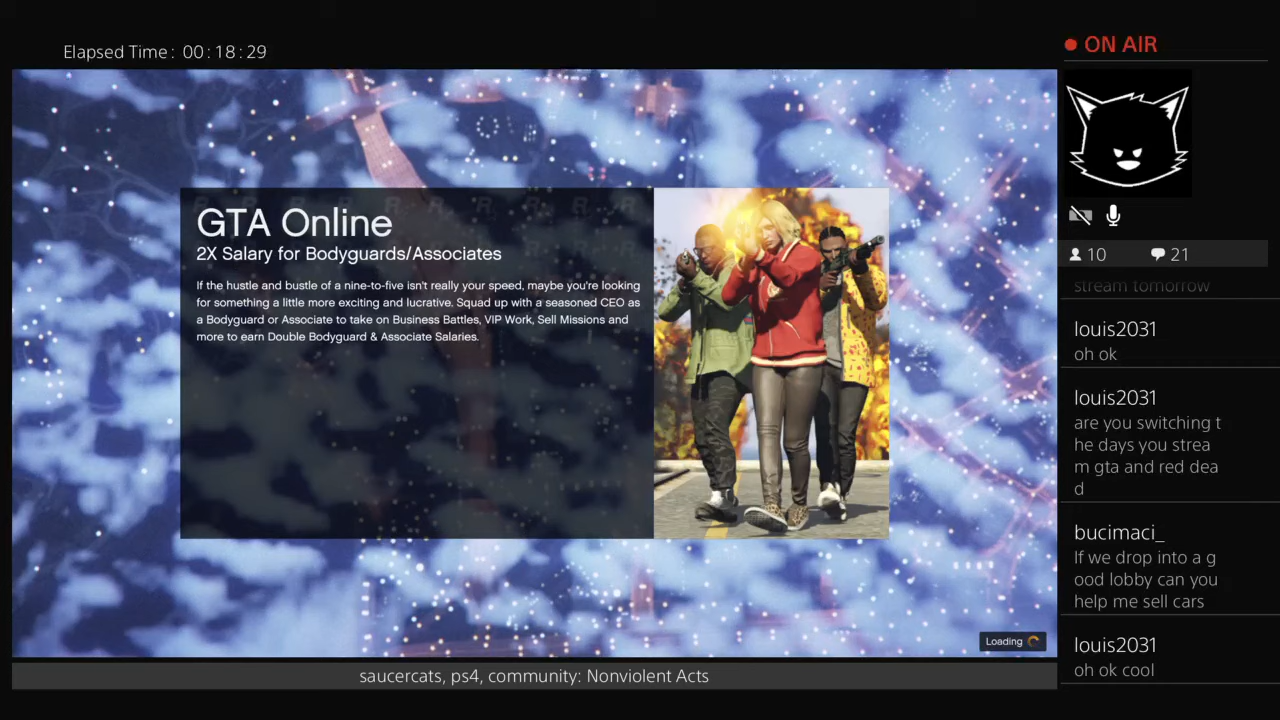 Elapsed Time: 00:18:29
ON AIR
GTA Online
2X Salary for Bodyguards/Associates
If the hustle and bustle of a nine-to-five isn't really your speed, maybe you're looking
for something a little more exciting and lucrative. Squad up with a seasoned CEO as
a Bodyguard or Associate to take on Business Battles, VIP Work, Sell Missions and
more to earn Double Bodyguard & Associate Salaries.
Loading
saucercats, ps4, community: Nonviolent Acts
10 21
stream tomorrow
louis2031
oh ok
louis2031
are you switching t
he days you strea
m gta and red dea
d
bucimaci_
If we drop into a g
ood lobby can you
help me sell cars
louis2031
oh ok cool